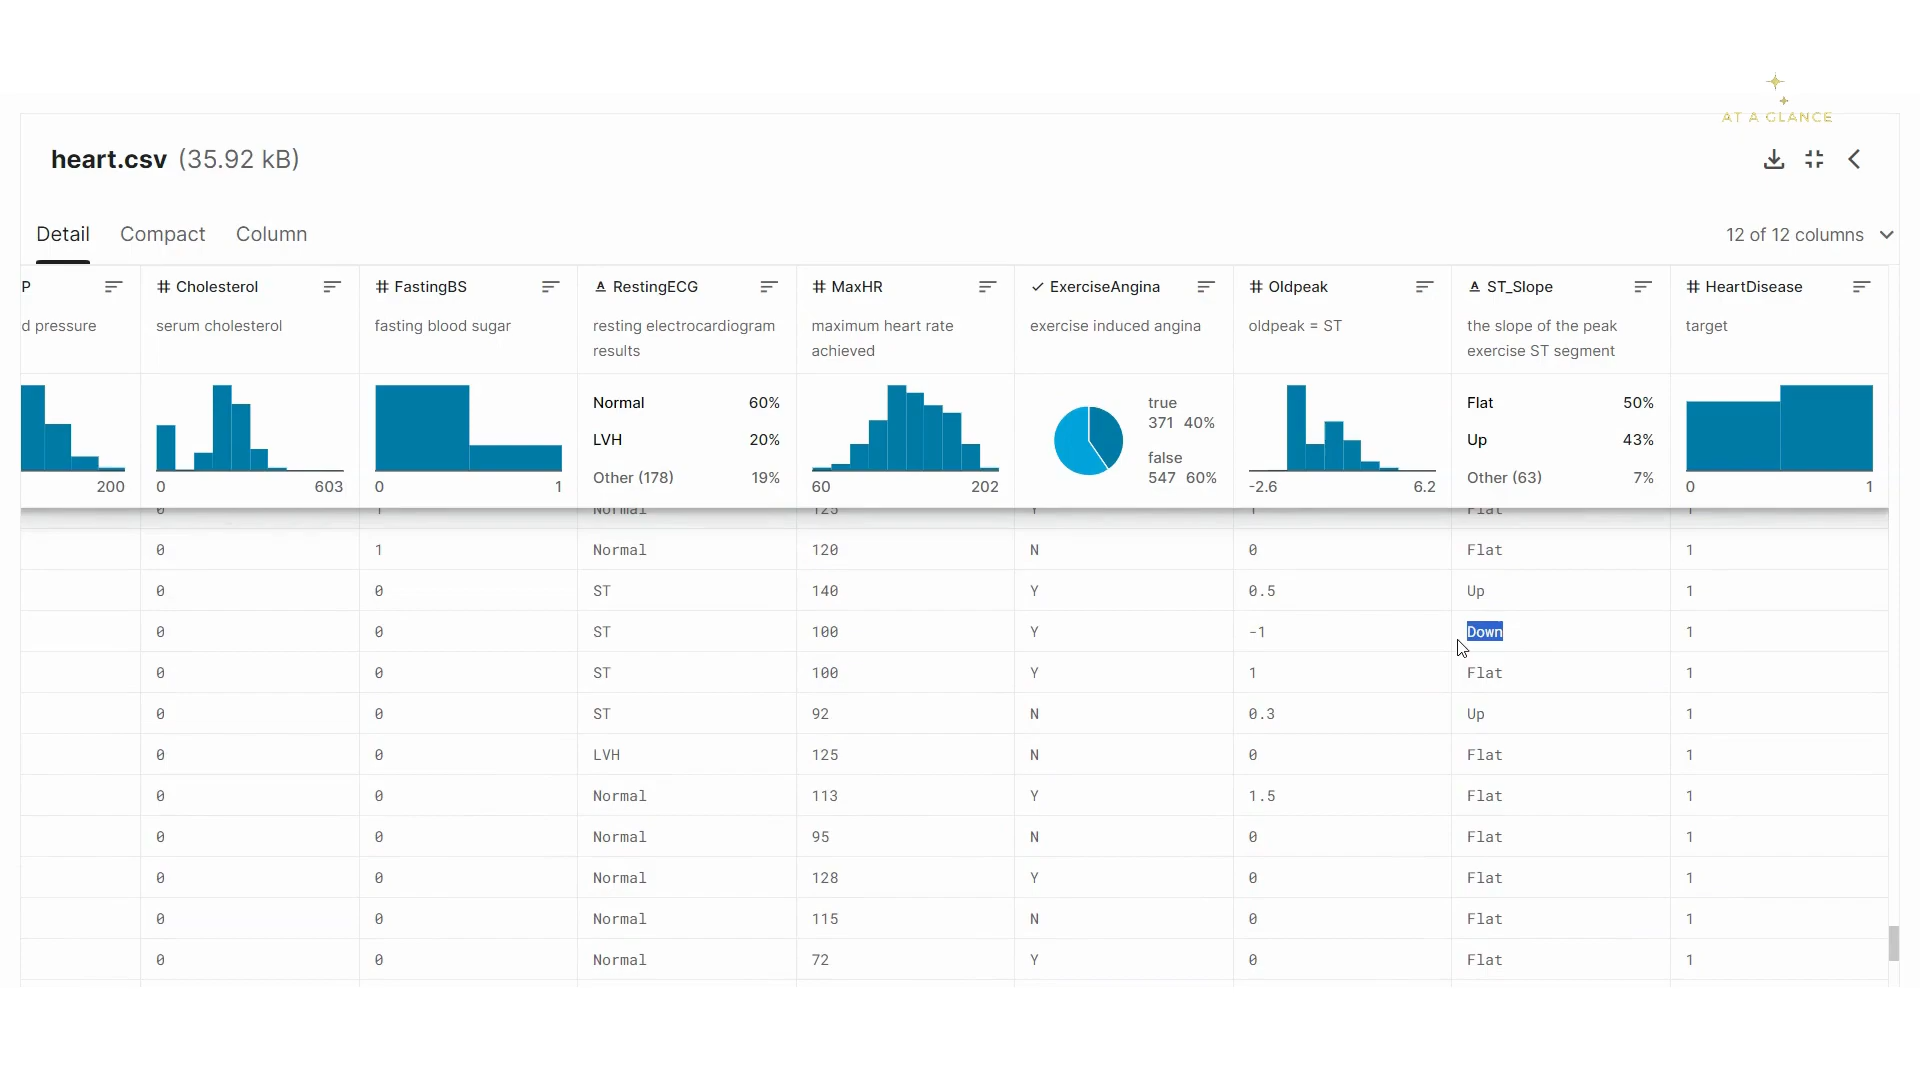 AT A GLANCE
heart.csv (35.92 kB)
Detail Compact Column 12 of 12 columns
P # Cholesterol # FastingBS A RestingECG # MaxHR ✓ ExerciseAngina # Oldpeak A ST_Slope # HeartDisease
d pressure serum cholesterol fasting blood sugar resting electrocardiogram results maximum heart rate achieved exercise induced angina oldpeak = ST the slope of the peak exercise ST segment target
Normal 60% true Flat 50%
371 40%
LVH 20% Up 43%
false
Other (178) 19% 547 60% Other (63) 7%
200 0 603 0 1 60 202 -2.6 6.2 0 1
0 1 Normal 125 Y 1 Flat 1
0 1 Normal 120 N 0 Flat 1
0 0 ST 140 Y 0.5 Up 1
0 0 ST 100 Y -1 Down 1
0 0 ST 100 Y 1 Flat 1
0 0 ST 92 N 0.3 Up 1
0 0 LVH 125 N 0 Flat 1
0 0 Normal 113 Y 1.5 Flat 1
0 0 Normal 95 N 0 Flat 1
0 0 Normal 128 Y 0 Flat 1
0 0 Normal 115 N 0 Flat 1
0 0 Normal 72 Y 0 Flat 1